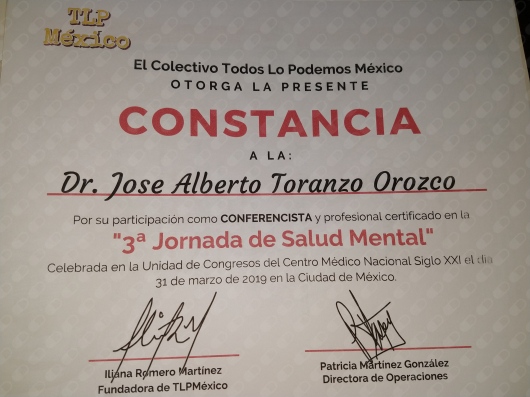 TLP
México
El Colectivo Todos Lo Podemos México
OTORGA LA PRESENTE
CONSTANCIA
A LA:
Dr. Jose Alberto Toranzo Orozco
Por su participación como CONFERENCISTA y profesional certificado en la
"3ª Jornada de Salud Mental"
Celebrada en la Unidad de Congresos del Centro Médico Nacional Siglo XXI el dia
31 de marzo de 2019 en la Ciudad de México.
Iliana Romero Martínez
Fundadora de TLPMéxico
Patricia Martínez González
Directora de Operaciones